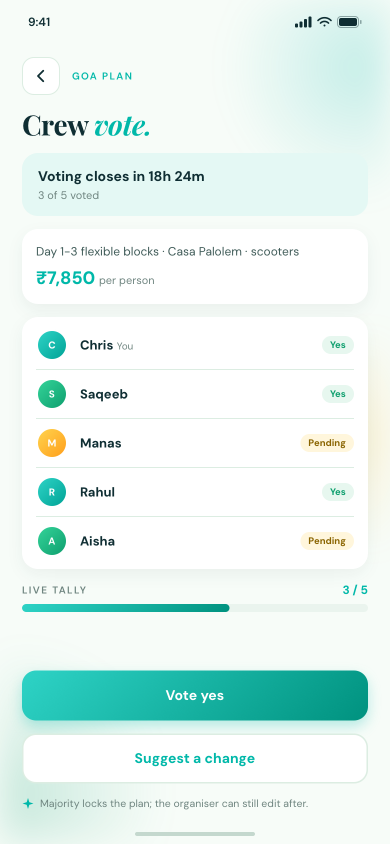 9:41
GOA PLAN
Crew vote.
Voting closes in 18h 24m
3 of 5 voted
Day 1-3 flexible blocks · Casa Palolem · scooters
₹7,850 per person
C Chris You Yes
S Saqeeb Yes
M Manas Pending
R Rahul Yes
A Aisha Pending
LIVE TALLY 3 / 5
Vote yes
Suggest a change
Majority locks the plan; the organiser can still edit after.